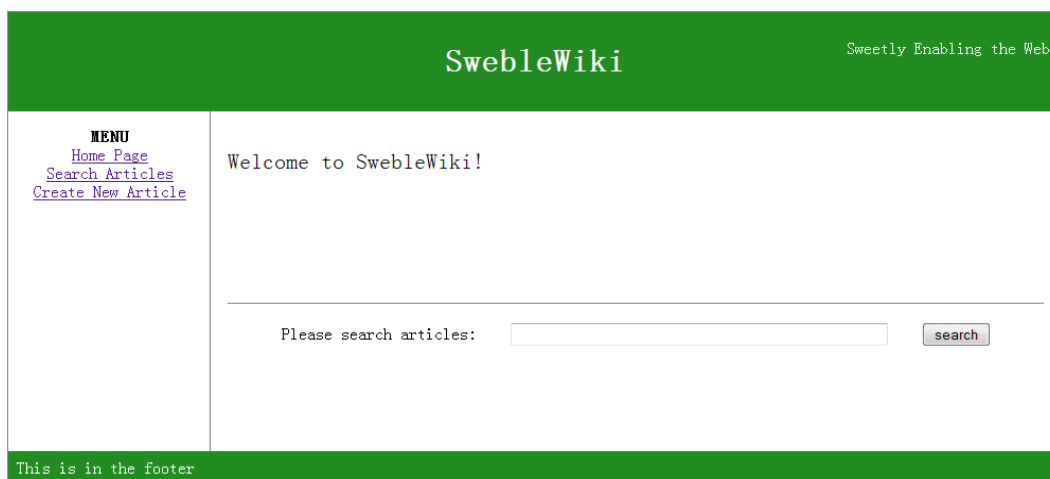 SwebleWiki
Sweetly Enabling the Web
MENU
Home Page
Search Articles
Create New Article
Welcome to SwebleWiki!
Please search articles:
search
This is in the footer